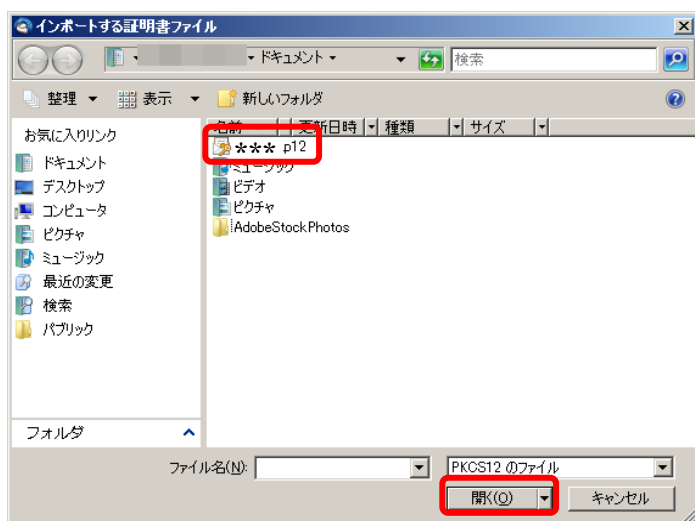 インポートする証明書ファイル
ドキュメント
検索
整理 表示 新しいフォルダ
お気に入りリンク
ドキュメント
デスクトップ
コンピュータ
ピクチャ
ミュージック
最近の変更
検索
パブリック
フォルダ
名前 更新日時 種類 サイズ
*** p12
ミュージック
ビデオ
ピクチャ
AdobeStockPhotos
ファイル名(N): PKCS12 のファイル
開く(O) キャンセル